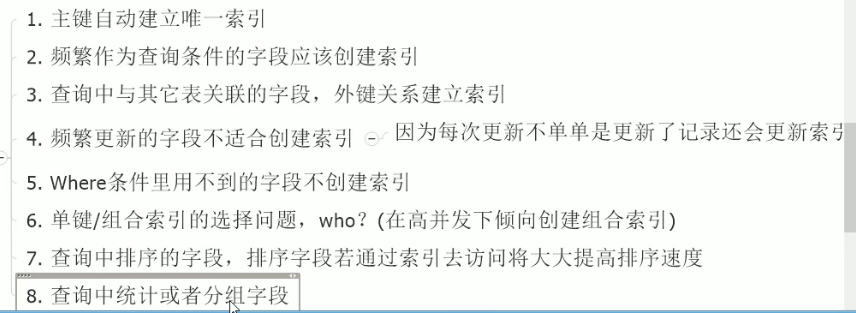 1. 主键自动建立唯一索引
2. 频繁作为查询条件的字段应该创建索引
3. 查询中与其它表关联的字段，外键关系建立索引
4. 频繁更新的字段不适合创建索引 因为每次更新不单单是更新了记录还会更新索引
5. Where条件里用不到的字段不创建索引
6. 单键/组合索引的选择问题，who？(在高并发下倾向创建组合索引)
7. 查询中排序的字段，排序字段若通过索引去访问将大大提高排序速度
8. 查询中统计或者分组字段